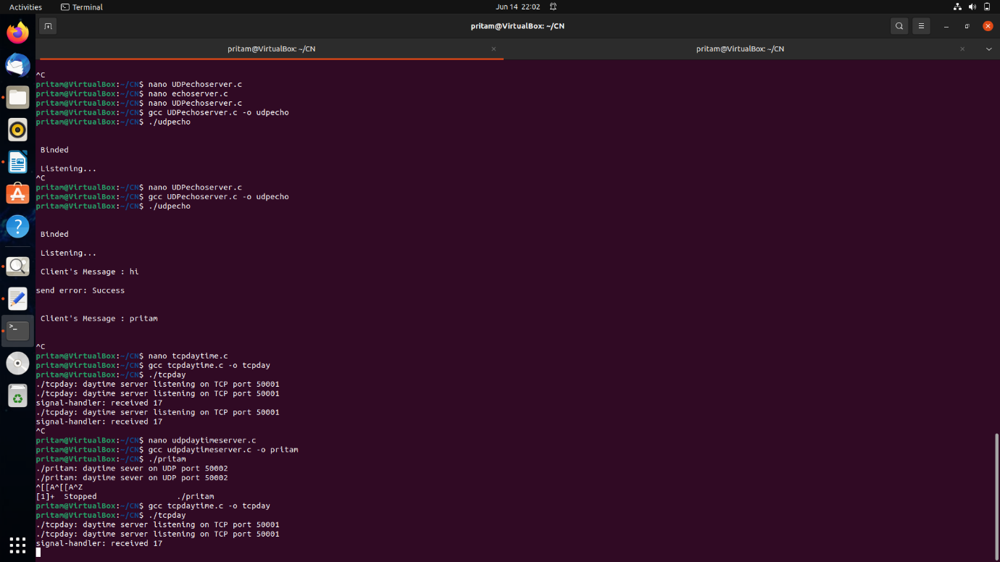 Activities Terminal Jun 14 22:02
pritam@VirtualBox: ~/CN
pritam@VirtualBox: ~/CN pritam@VirtualBox: ~/CN
^C
pritam@VirtualBox:~/CN$ nano UDPechoserver.c
pritam@VirtualBox:~/CN$ nano echoserver.c
pritam@VirtualBox:~/CN$ nano UDPechoserver.c
pritam@VirtualBox:~/CN$ gcc UDPechoserver.c -o udpecho
pritam@VirtualBox:~/CN$ ./udpecho
Binded
Listening...
^C
pritam@VirtualBox:~/CN$ nano UDPechoserver.c
pritam@VirtualBox:~/CN$ gcc UDPechoserver.c -o udpecho
pritam@VirtualBox:~/CN$ ./udpecho
Binded
Listening...
Client's Message : hi
send error: Success
Client's Message : pritam
^C
pritam@VirtualBox:~/CN$ nano tcpdaytime.c
pritam@VirtualBox:~/CN$ gcc tcpdaytime.c -o tcpday
pritam@VirtualBox:~/CN$ ./tcpday
./tcpday: daytime server listening on TCP port 50001
./tcpday: daytime server listening on TCP port 50001
signal-handler: received 17
./tcpday: daytime server listening on TCP port 50001
signal-handler: received 17
^C
pritam@VirtualBox:~/CN$ nano udpdaytimeserver.c
pritam@VirtualBox:~/CN$ gcc udpdaytimeserver.c -o pritam
pritam@VirtualBox:~/CN$ ./pritam
./pritam: daytime sever on UDP port 50002
./pritam: daytime sever on UDP port 50002
^[[A^[[A^Z
[1]+  Stopped                 ./pritam
pritam@VirtualBox:~/CN$ gcc tcpdaytime.c -o tcpday
pritam@VirtualBox:~/CN$ ./tcpday
./tcpday: daytime server listening on TCP port 50001
./tcpday: daytime server listening on TCP port 50001
signal-handler: received 17